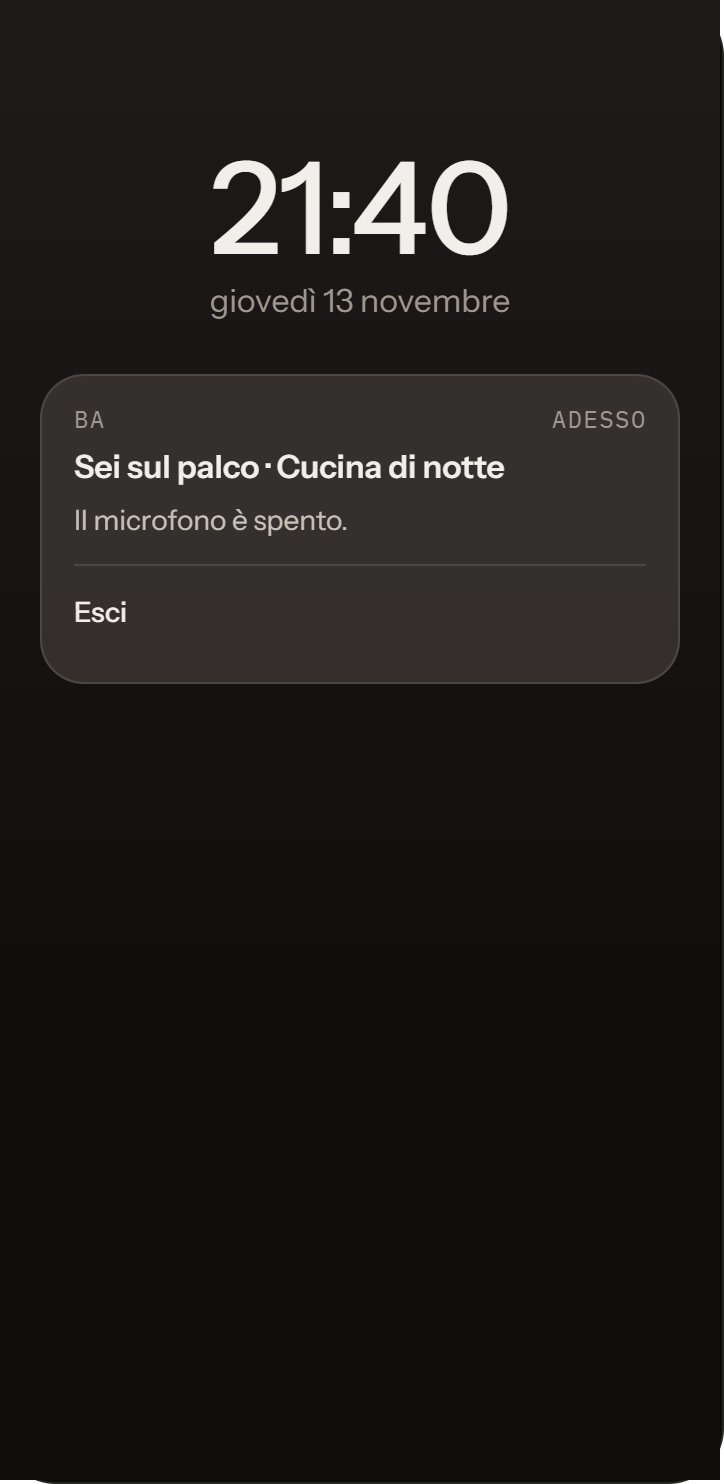 21:40
giovedì 13 novembre
BA ADESSO
Sei sul palco · Cucina di notte
Il microfono è spento.
Esci